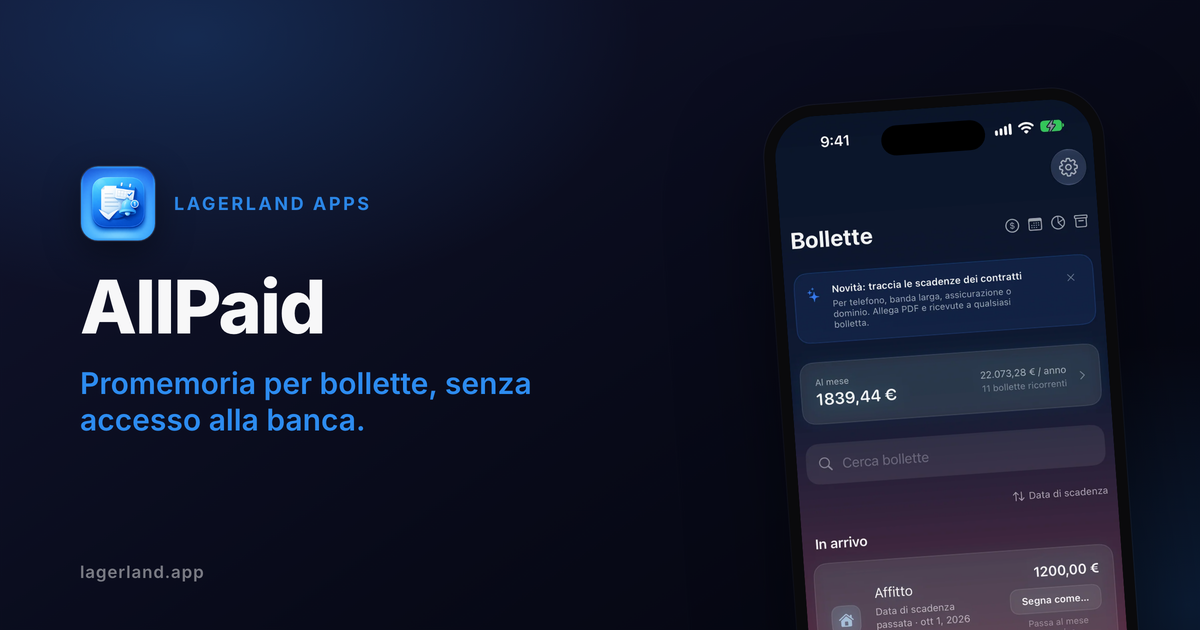 LAGERLAND APPS
AllPaid
Promemoria per bollette, senza
accesso alla banca.
lagerland.app
9:41
Bollette
Novità: traccia le scadenze dei contratti
Per telefono, banda larga, assicurazione o
dominio. Allega PDF e ricevute a qualsiasi
bolletta.
Al mese
1839,44 €
22.073,28 € / anno
11 bollette ricorrenti
Cerca bollette
Data di scadenza
In arrivo
Affitto
Data di scadenza
passata · ott 1, 2026
1200,00 €
Segna come...
Passa al mese